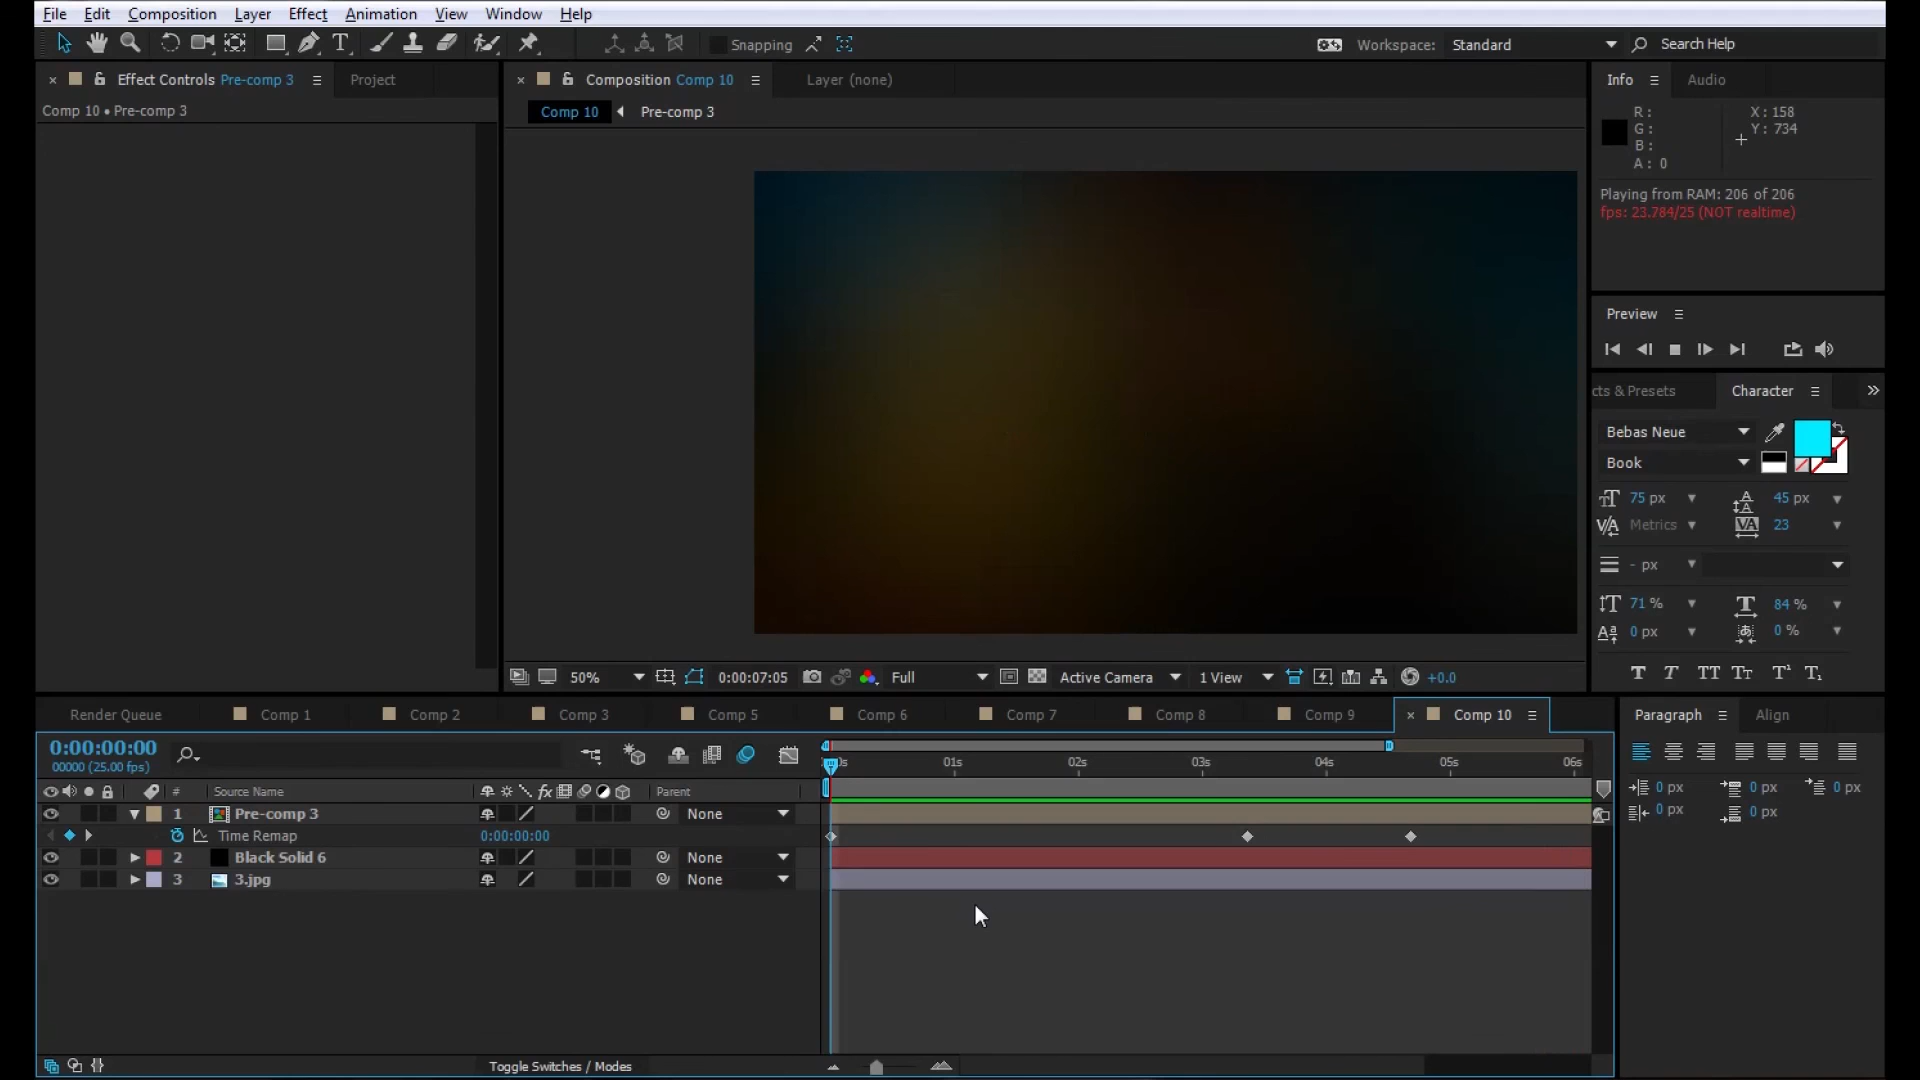 File Edit Composition Layer Effect Animation View Window Help
Snapping
Workspace: Standard
Search Help
Effect Controls Pre-comp 3
Project
Composition Comp 10
Layer (none)
Info
Audio
Comp 10 • Pre-comp 3
Comp 10
Pre-comp 3
R :
G :
B :
A : 0
X : 158
Y : 734
Playing from RAM: 206 of 206
fps: 23.784/25 (NOT realtime)
Preview
cts & Presets
Character
Bebas Neue
Book
75 px
45 px
Metrics
23
- px
71 %
84 %
0 px
0 %
50%
0:00:07:05
Full
Active Camera
1 View
+0.0
Render Queue
Comp 1
Comp 2
Comp 3
Comp 5
Comp 6
Comp 7
Comp 8
Comp 9
Comp 10
Paragraph
Align
0:00:00:00
00000 (25.00 fps)
0s 01s 02s 03s 04s 05s 06s
# Source Name
Parent
1 Pre-comp 3 None
Time Remap 0:00:00:00
2 Black Solid 6 None
3 3.jpg None
0 px 0 px 0 px
0 px 0 px
Toggle Switches / Modes